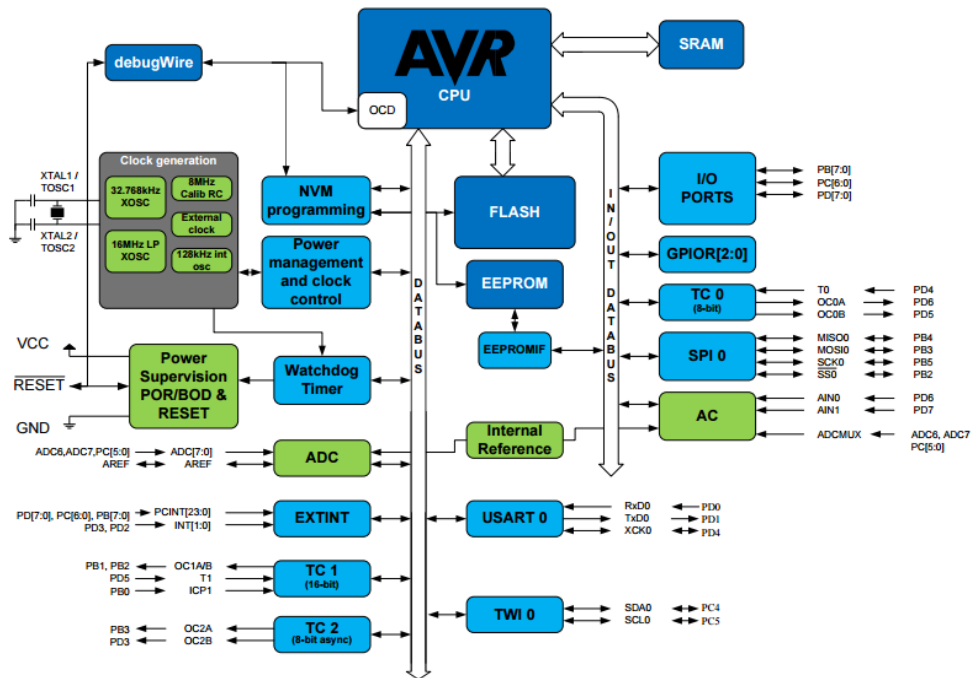 AVR
CPU
OCD
SRAM
debugWire
Clock generation
XTAL1 /
TOSC1
32.768kHz
XOSC
8MHz
Calib RC
External
clock
XTAL2 /
TOSC2
16MHz LP
XOSC
128kHz int
osc
NVM
programming
FLASH
Power
management
and clock
control
EEPROM
EEPROMIF
DATABUS
IN/OUT DATABUS
I/O
PORTS
PB[7:0]
PC[6:0]
PD[7:0]
GPIOR[2:0]
TC 0
(8-bit)
T0 PD4
OC0A PD6
OC0B PD5
SPI 0
MISO0 PB4
MOSI0 PB3
SCK0 PB5
SS0 PB2
AC
AIN0 PD6
AIN1 PD7
ADCMUX ADC6, ADC7
PC[5:0]
VCC
RESET
GND
Power
Supervision
POR/BOD &
RESET
Watchdog
Timer
Internal
Reference
ADC6,ADC7,PC[5:0] ADC[7:0]
AREF AREF
ADC
PD[7:0], PC[6:0], PB[7:0] PCINT[23:0]
PD3, PD2 INT[1:0]
EXTINT
USART 0
RxD0 PD0
TxD0 PD1
XCK0 PD4
PB1, PB2 OC1A/B
PD5 T1
PB0 ICP1
TC 1
(16-bit)
TWI 0
SDA0 PC4
SCL0 PC5
PB3 OC2A
PD3 OC2B
TC 2
(8-bit async)